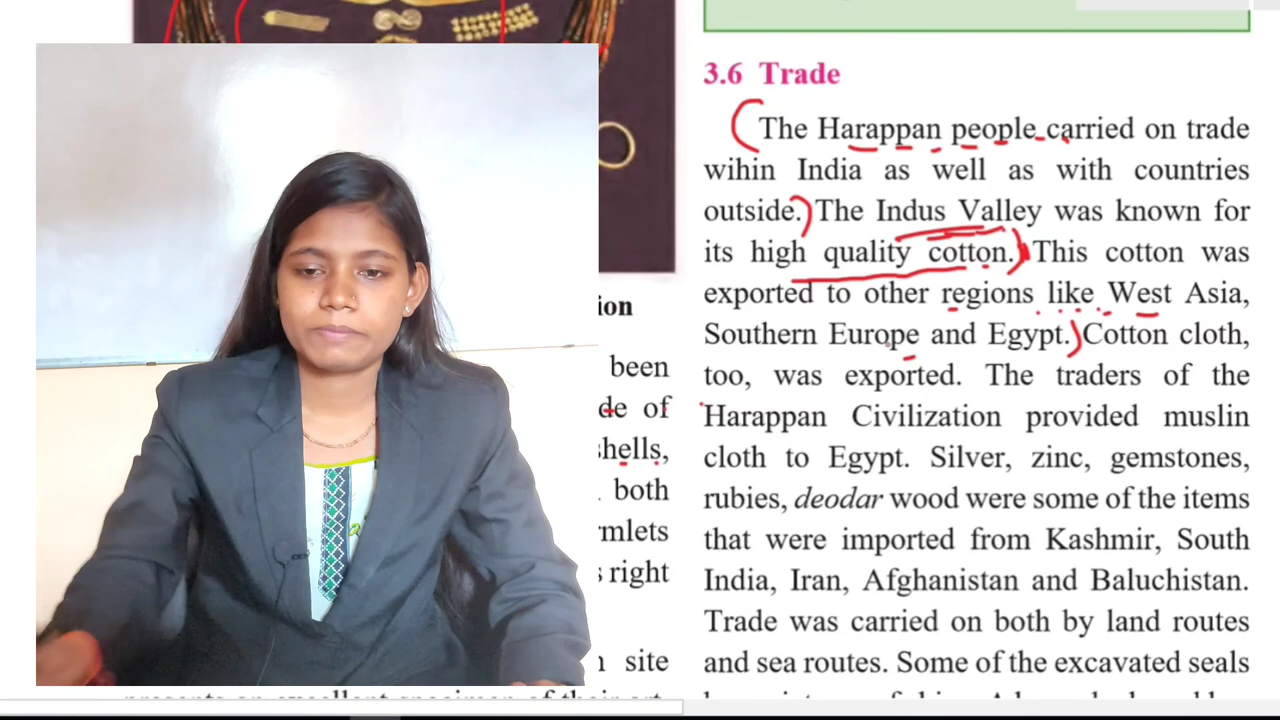 ion
been
de of
shells,
both
rmlets
s right
n site
3.6 Trade
The Harappan people carried on trade
wihin India as well as with countries
outside. The Indus Valley was known for
its high quality cotton. This cotton was
exported to other regions like West Asia,
Southern Europe and Egypt. Cotton cloth,
too, was exported. The traders of the
Harappan Civilization provided muslin
cloth to Egypt. Silver, zinc, gemstones,
rubies, deodar wood were some of the items
that were imported from Kashmir, South
India, Iran, Afghanistan and Baluchistan.
Trade was carried on both by land routes
and sea routes. Some of the excavated seals